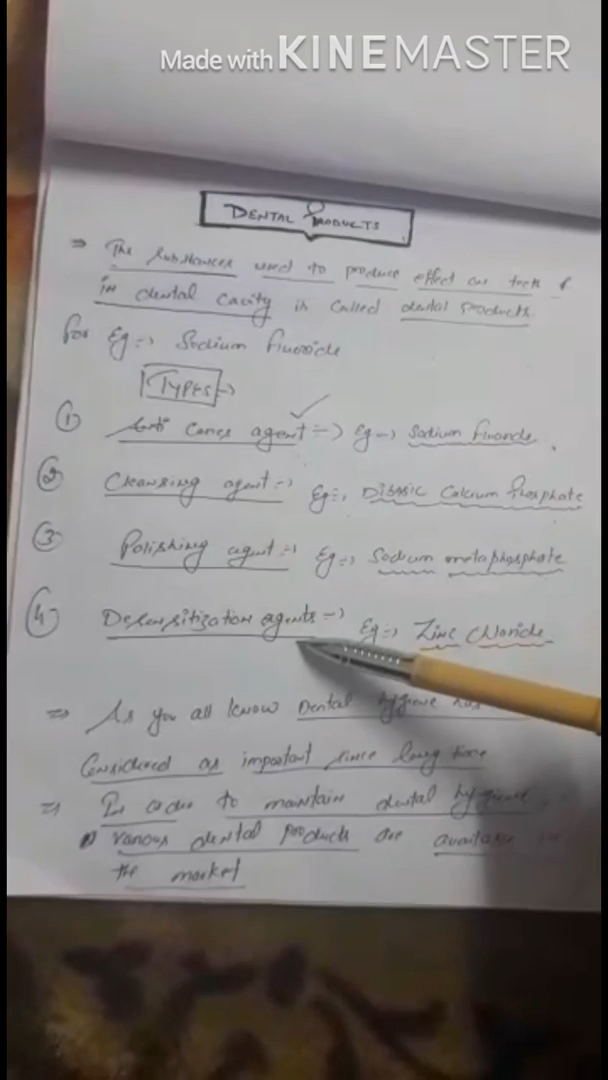 Made with KINEMASTER
DENTAL PRODUCTS
⇒ The substances used to produce effect on teeth &
in dental cavity is called dental products.
for Eg :-> Sodium fluoride
Types :->
① Anti caries agent :-> Eg -> Sodium fluoride.
② Cleansing agent :-> Eg :-> Dibasic Calcium Phosphate
③ Polishing agent :-> Eg :-> Sodium metaphosphate
④ Desensitization agents :-> Eg :-> Zinc Chloride
⇒ As you all know Dental hygiene has
Considered as important since long time
⇒ In order to maintain dental hygiene
various dental products are available in
the market